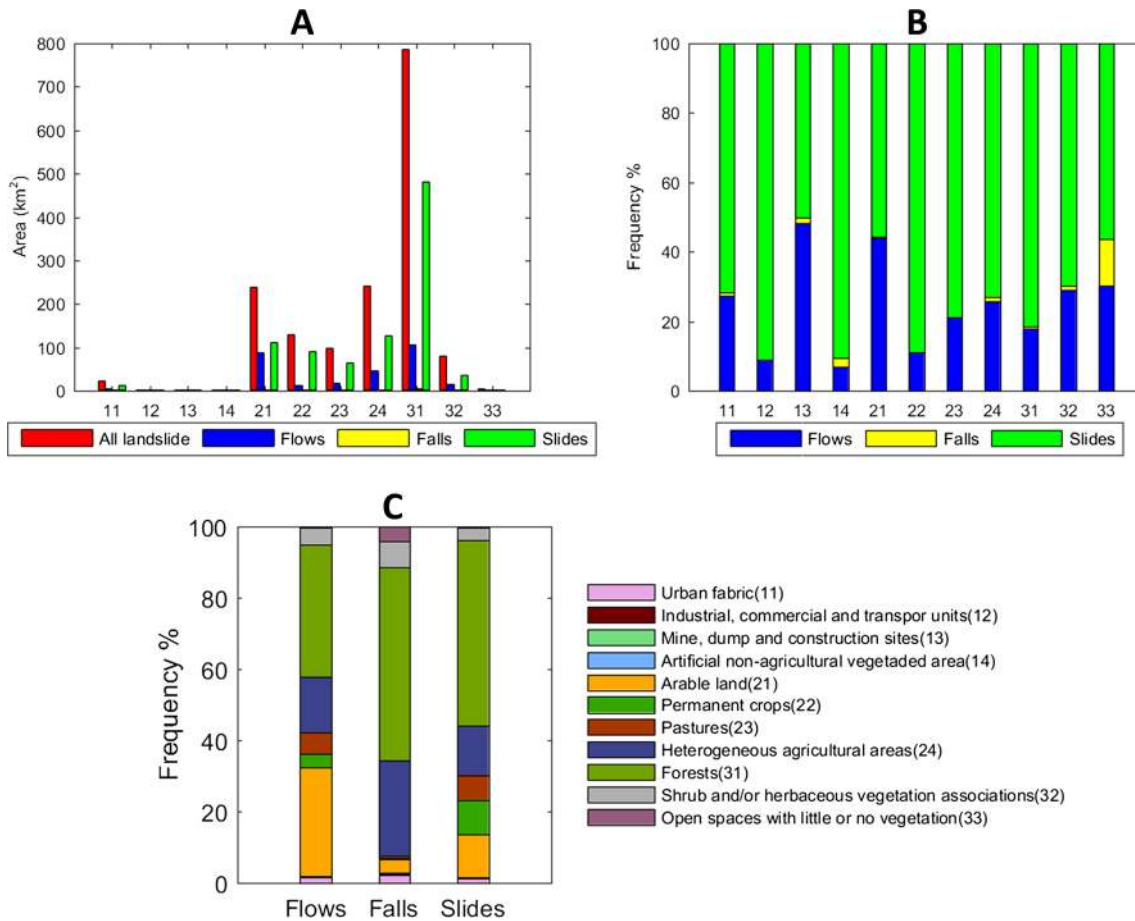 A
800
700
600
500
400
300
200
100
0
Area (km²)
11 12 13 14 21 22 23 24 31 32 33
All landslide Flows Falls Slides
B
100
80
60
40
20
0
Frequency %
11 12 13 14 21 22 23 24 31 32 33
Flows Falls Slides
C
100
80
60
40
20
0
Frequency %
Flows Falls Slides
Urban fabric(11)
Industrial, commercial and transpor units(12)
Mine, dump and construction sites(13)
Artificial non-agricultural vegetaded area(14)
Arable land(21)
Permanent crops(22)
Pastures(23)
Heterogeneous agricultural areas(24)
Forests(31)
Shrub and/or herbaceous vegetation associations(32)
Open spaces with little or no vegetation(33)